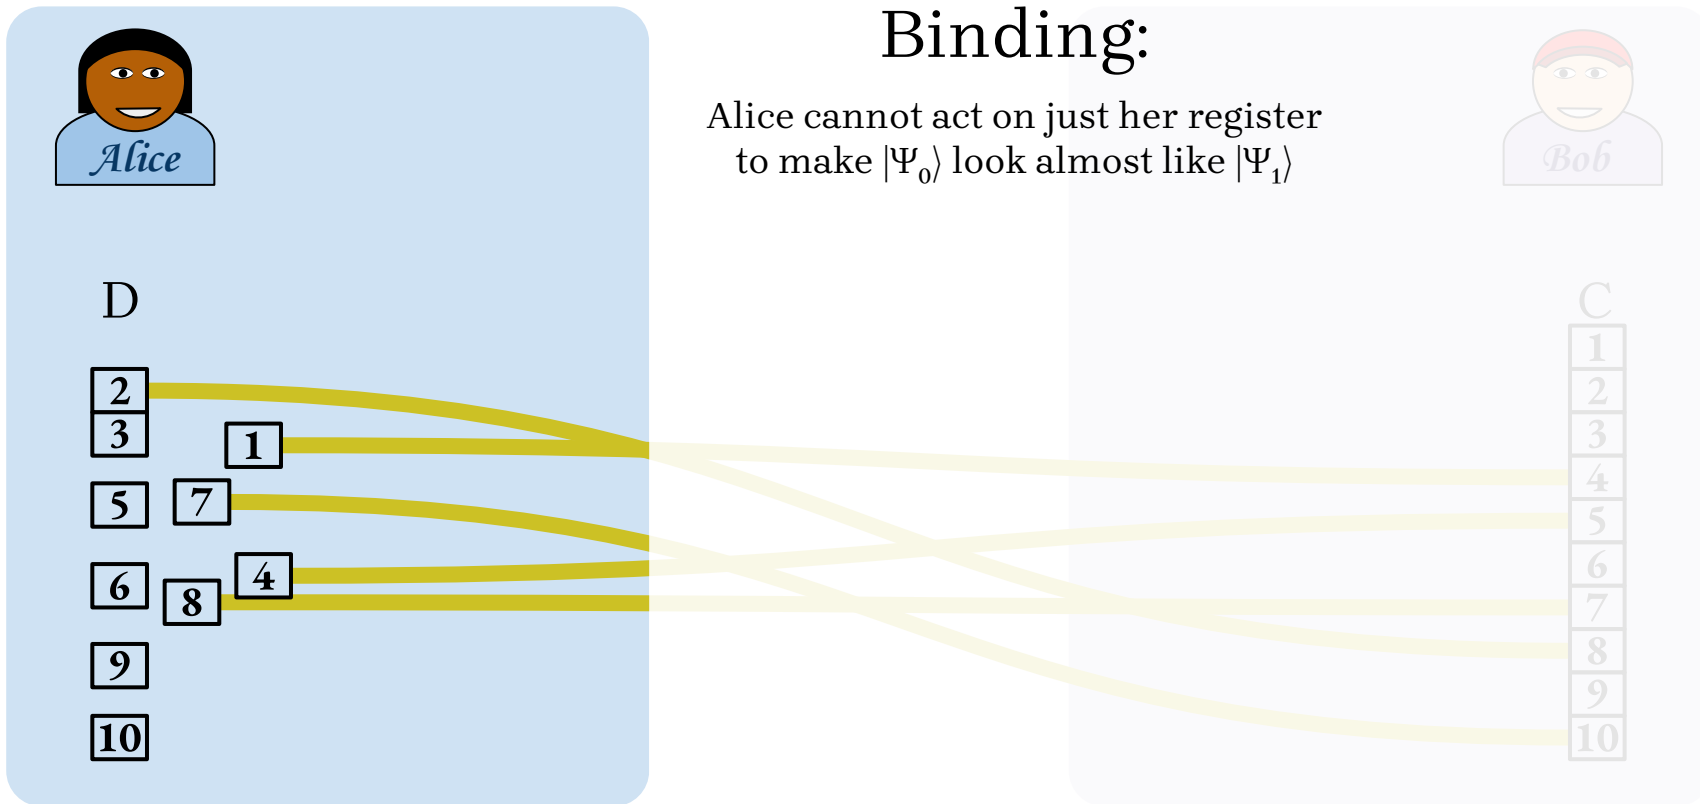 Binding:
Alice cannot act on just her register
to make |Ψ₀⟩ look almost like |Ψ₁⟩
Alice
Bob
D
2
3
1
5
7
6
8
4
9
10
C
1
2
3
4
5
6
7
8
9
10